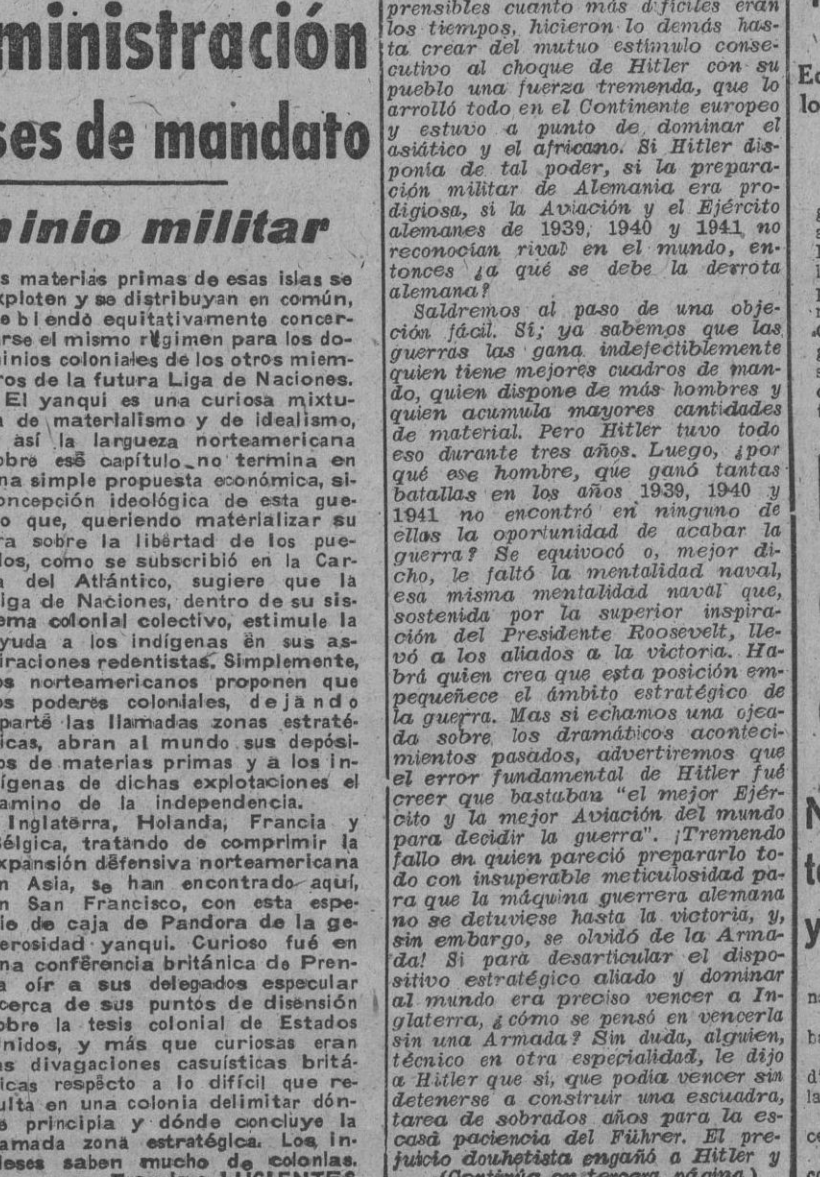 ministración
ses de mandato
inio militar
s materias primas de esas islas se
xploten y se distribuyan en común,
ebiendo equitativamente concer-
arse el mismo régimen para los do-
inios coloniales de los otros miem-
ros de la futura Liga de Naciones.
El yanqui es una curiosa mixtu-
a de materialismo y de idealismo,
así la largueza norteamericana
obre ese capítulo no termina en
na simple propuesta económica, si-
oncepción ideológica de esta gue-
o que, queriendo materializar su
ra sobre la libertad de los pue-
los, como se subscribió en la Car-
a del Atlántico, sugiere que la
iga de Naciones, dentro de su sis-
ema colonial colectivo, estimule la
yuda a los indígenas en sus as-
iraciones redentistas. Simplemente,
os norteamericanos proponen que
os poderes coloniales, dejando
parte las llamadas zonas estraté-
icas, abran al mundo sus depósi-
os de materias primas y a los in-
ígenas de dichas explotaciones el
amino de la independencia.
Inglaterra, Holanda, Francia y
élgica, tratando de comprimir la
xpansión defensiva norteamericana
n Asia, se han encontrado aquí,
n San Francisco, con esta espe-
ie de caja de Pandora de la ge-
erosidad yanqui. Curioso fué en
na conferencia británica de Pren-
a oír a sus delegados especular
cerca de sus puntos de disensión
obre la tesis colonial de Estados
nidos, y más que curiosas eran
as divagaciones casuísticas britá-
icas respecto a lo difícil que re-
ulta en una colonia delimitar dón-
e principia y dónde concluye la
amada zona estratégica. Los in-
leses saben mucho de colonias.
LUCIENTES
prensibles cuanto más difíciles eran
los tiempos, hicieron lo demás has-
ta crear del mutuo estímulo conse-
cutivo al choque de Hitler con su
pueblo una fuerza tremenda, que lo
arrolló todo en el Continente europeo
y estuvo a punto de dominar el
asiático y el africano. Si Hitler dis-
ponía de tal poder, si la prepara-
ción militar de Alemania era pro-
digiosa, si la Aviación y el Ejército
alemanes de 1939, 1940 y 1941 no
reconocían rival en el mundo, en-
tonces ¿a qué se debe la derrota
alemana?
Saldremos al paso de una obje-
ción fácil. Sí; ya sabemos que las
guerras las gana indefectiblemente
quien tiene mejores cuadros de man-
do, quien dispone de más hombres y
quien acumula mayores cantidades
de material. Pero Hitler tuvo todo
eso durante tres años. Luego, ¿por
qué ese hombre, que ganó tantas
batallas en los años 1939, 1940 y
1941 no encontró en ninguno de
ellas la oportunidad de acabar la
guerra? Se equivocó o, mejor di-
cho, le faltó la mentalidad naval,
esa misma mentalidad naval que,
sostenida por la superior inspira-
ción del Presidente Roosevelt, lle-
vó a los aliados a la victoria. Ha-
brá quien crea que esta posición em-
pequeñece el ámbito estratégico de
la guerra. Mas si echamos una ojea-
da sobre los dramáticos aconteci-
mientos pasados, advertiremos que
el error fundamental de Hitler fué
creer que bastaban "el mejor Ejér-
cito y la mejor Aviación del mundo
para decidir la guerra". ¡Tremendo
fallo en quien pareció prepararlo to-
do con insuperable meticulosidad pa-
ra que la máquina guerrera alemana
no se detuviese hasta la victoria, y,
sin embargo, se olvidó de la Arma-
da! Si para desarticular el dispo-
sitivo estratégico aliado y dominar
al mundo era preciso vencer a In-
glaterra, ¿cómo se pensó en vencerla
sin una Armada? Sin duda, alguien,
técnico en otra especialidad, le dijo
a Hitler que sí, que podía vencer sin
detenerse a construir una escuadra,
tarea de sobrados años para la es-
casa paciencia del Führer. El pre-
juicio douhetista engañó a Hitler y
(Continúa en tercera página)